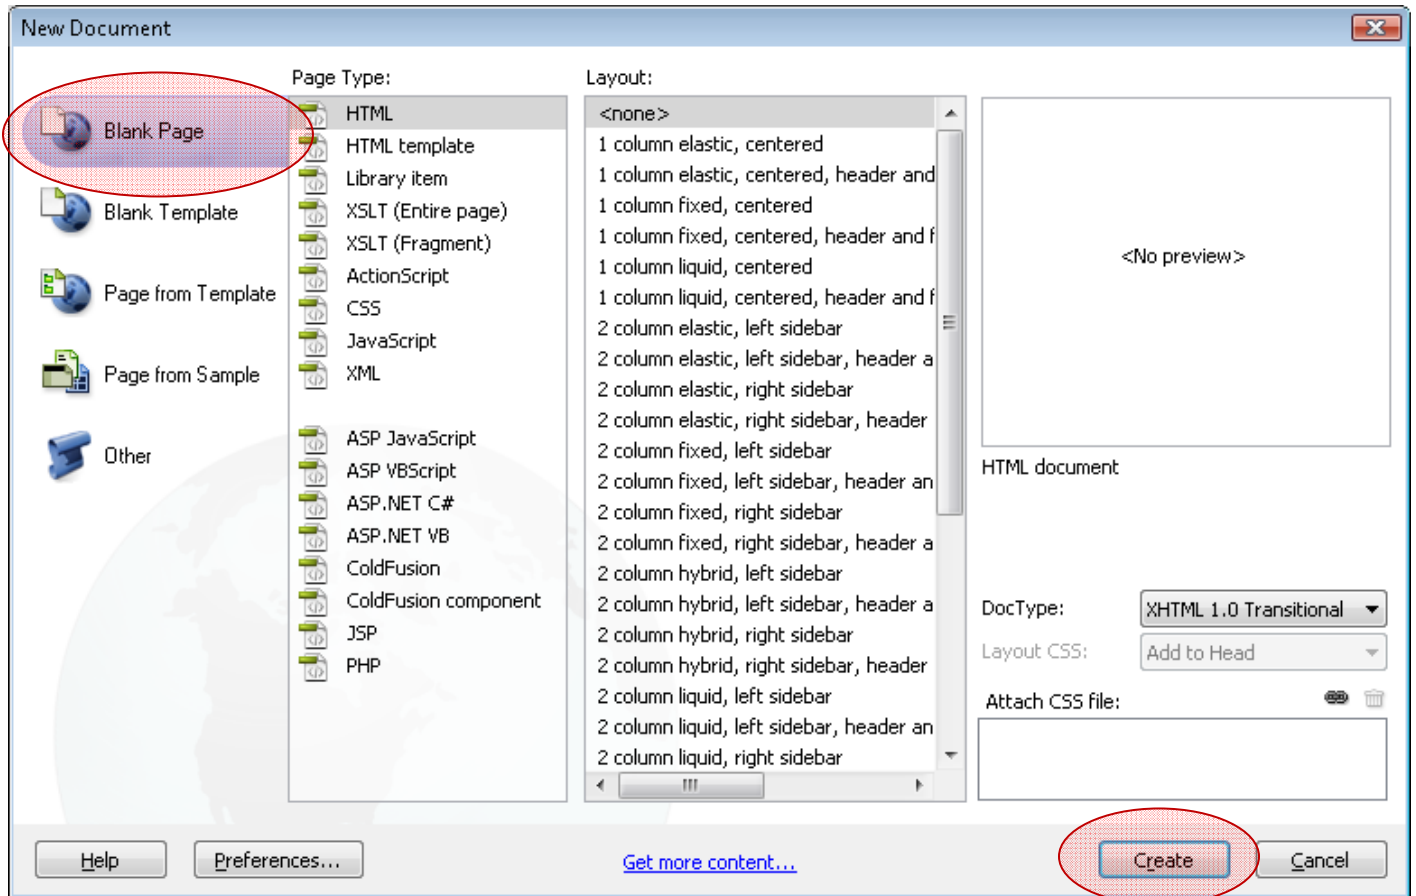 New Document
Blank Page
Blank Template
Page from Template
Page from Sample
Other
Page Type:
HTML
HTML template
Library item
XSLT (Entire page)
XSLT (Fragment)
ActionScript
CSS
JavaScript
XML
ASP JavaScript
ASP VBScript
ASP.NET C#
ASP.NET VB
ColdFusion
ColdFusion component
JSP
PHP
Layout:
<none>
1 column elastic, centered
1 column elastic, centered, header and
1 column fixed, centered
1 column fixed, centered, header and f
1 column liquid, centered
1 column liquid, centered, header and f
2 column elastic, left sidebar
2 column elastic, left sidebar, header a
2 column elastic, right sidebar
2 column elastic, right sidebar, header
2 column fixed, left sidebar
2 column fixed, left sidebar, header an
2 column fixed, right sidebar
2 column fixed, right sidebar, header a
2 column hybrid, left sidebar
2 column hybrid, left sidebar, header a
2 column hybrid, right sidebar
2 column hybrid, right sidebar, header
2 column liquid, left sidebar
2 column liquid, left sidebar, header an
2 column liquid, right sidebar
<No preview>
HTML document
DocType:
XHTML 1.0 Transitional
Layout CSS:
Add to Head
Attach CSS file:
Help
Preferences...
Get more content...
Create
Cancel